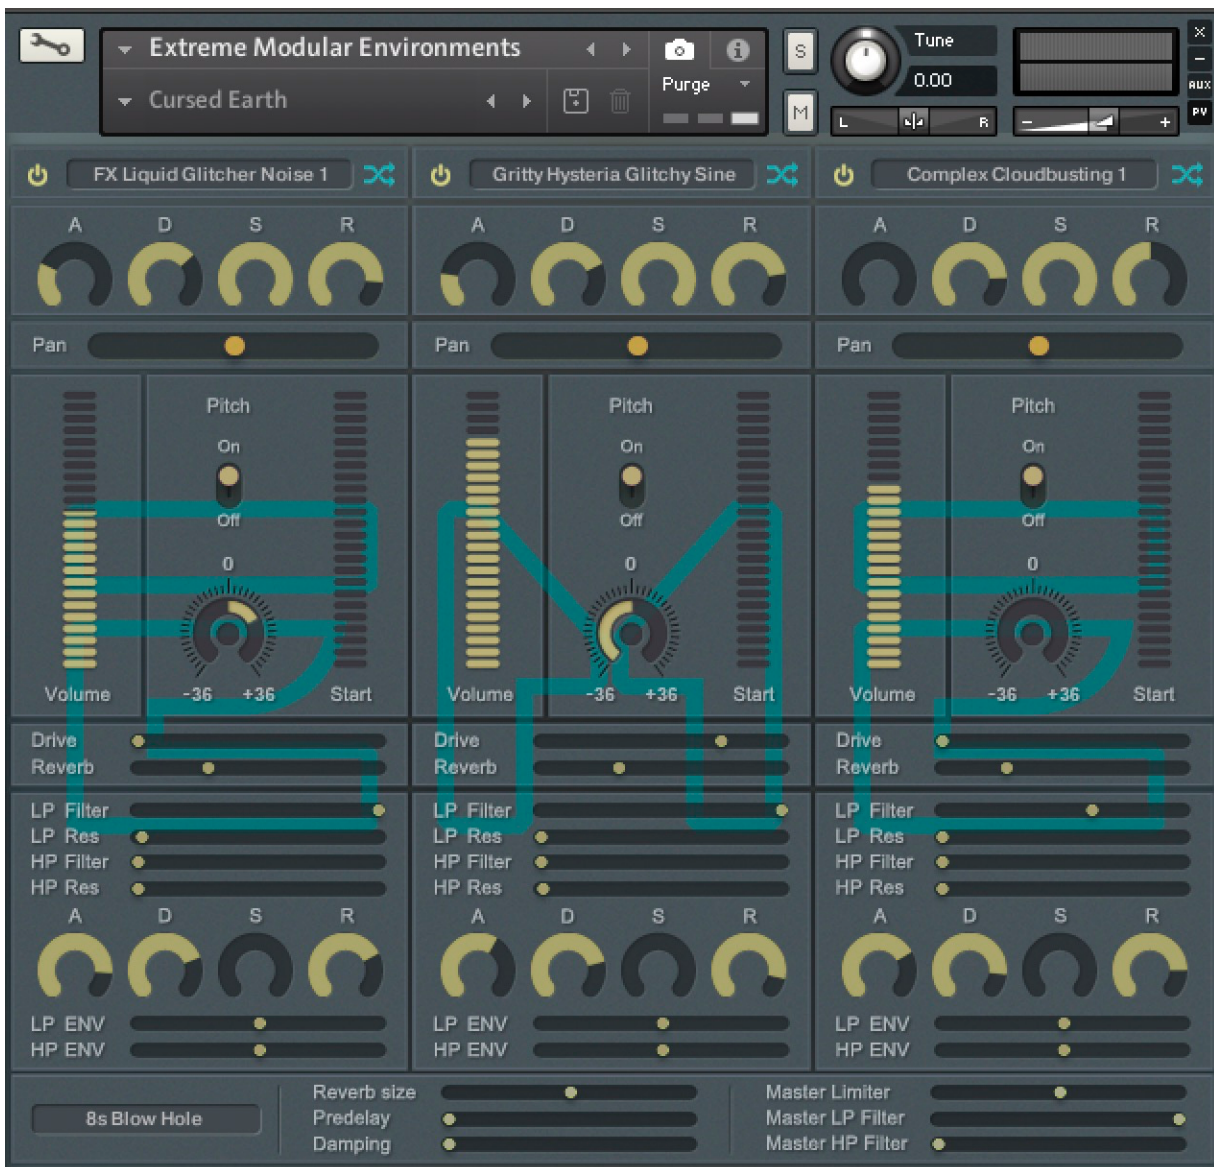 Extreme Modular Environments
Cursed Earth
Purge
S
M
Tune
0.00
L R
- +
X
-
AUX
PV
FX Liquid Glitcher Noise 1
Gritty Hysteria Glitchy Sine
Complex Cloudbusting 1
A D S R
A D S R
A D S R
Pan
Pan
Pan
Pitch
On
Off
0
Volume
-36 +36
Start
Pitch
On
Off
0
Volume
-36 +36
Start
Pitch
On
Off
0
Volume
-36 +36
Start
Drive
Reverb
Drive
Reverb
Drive
Reverb
LP Filter
LP Res
HP Filter
HP Res
LP Filter
LP Res
HP Filter
HP Res
LP Filter
LP Res
HP Filter
HP Res
A D S R
A D S R
A D S R
LP ENV
HP ENV
LP ENV
HP ENV
LP ENV
HP ENV
8s Blow Hole
Reverb size
Predelay
Damping
Master Limiter
Master LP Filter
Master HP Filter